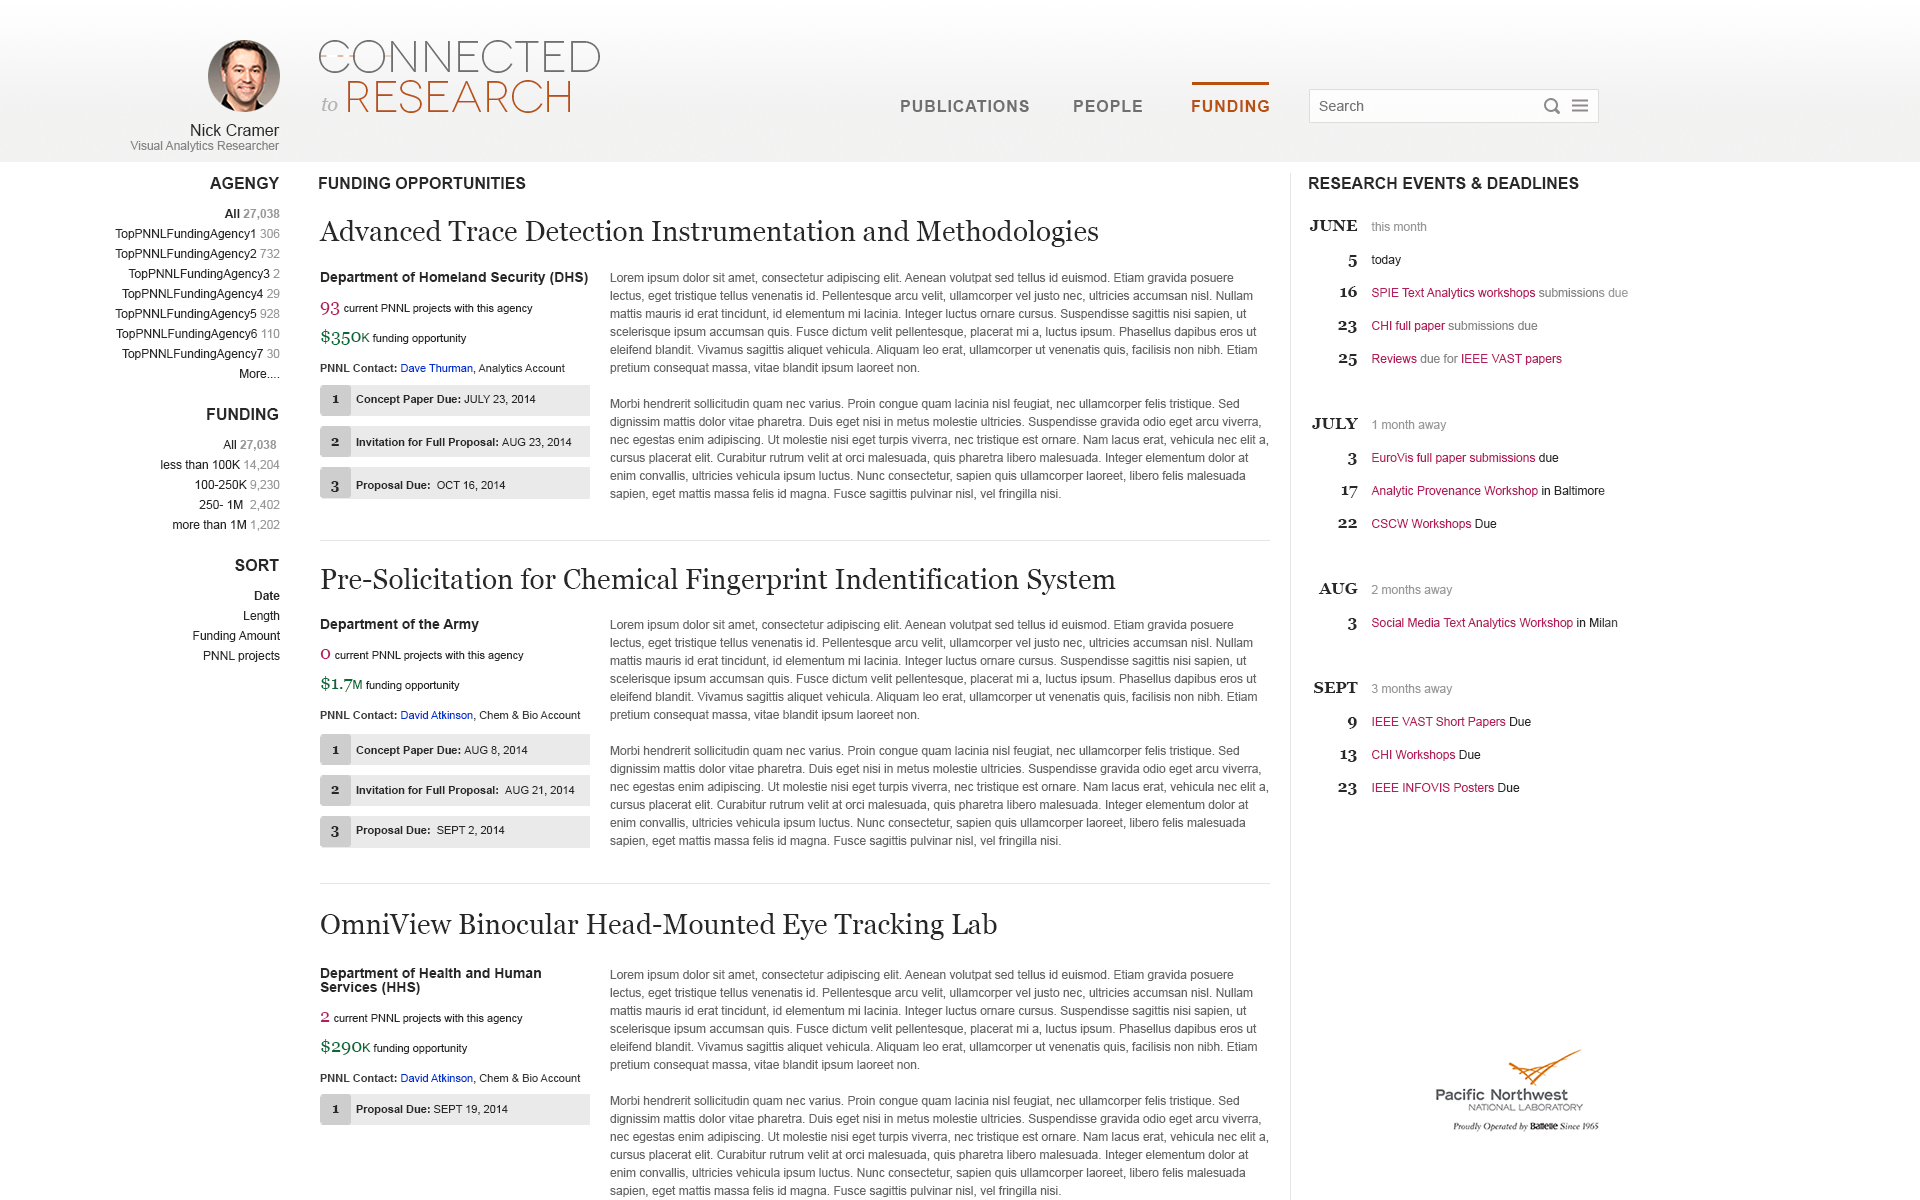 CONNECTED
to RESEARCH
Nick Cramer
Visual Analytics Researcher
PUBLICATIONS
PEOPLE
FUNDING
Search
AGENCY
All 27,038
TopPNNLFundingAgency1 306
TopPNNLFundingAgency2 732
TopPNNLFundingAgency3 2
TopPNNLFundingAgency4 29
TopPNNLFundingAgency5 928
TopPNNLFundingAgency6 110
TopPNNLFundingAgency7 30
More....
FUNDING
All 27,038
less than 100K 14,204
100-250K 9,230
250- 1M 2,402
more than 1M 1,202
SORT
Date
Length
Funding Amount
PNNL projects
FUNDING OPPORTUNITIES
Advanced Trace Detection Instrumentation and Methodologies
Department of Homeland Security (DHS)
93 current PNNL projects with this agency
$350K funding opportunity
PNNL Contact: Dave Thurman, Analytics Account
1 Concept Paper Due: JULY 23, 2014
2 Invitation for Full Proposal: AUG 23, 2014
3 Proposal Due: OCT 16, 2014
Lorem ipsum dolor sit amet, consectetur adipiscing elit. Aenean volutpat sed tellus id euismod. Etiam gravida posuere
lectus, eget tristique tellus venenatis id. Pellentesque arcu velit, ullamcorper vel justo nec, ultricies accumsan nisl. Nullam
mattis mauris id erat tincidunt, id elementum mi lacinia. Integer luctus ornare cursus. Suspendisse sagittis nisi sapien, ut
scelerisque ipsum accumsan quis. Fusce dictum velit pellentesque, placerat mi a, luctus ipsum. Phasellus dapibus eros ut
eleifend blandit. Vivamus sagittis aliquet vehicula. Aliquam leo erat, ullamcorper ut venenatis quis, facilisis non nibh. Etiam
pretium consequat massa, vitae blandit ipsum laoreet non.
Morbi hendrerit sollicitudin quam nec varius. Proin congue quam lacinia nisl feugiat, nec ullamcorper felis tristique. Sed
dignissim mattis dolor vitae pharetra. Duis eget nisi in metus molestie ultricies. Suspendisse gravida odio eget arcu viverra,
nec egestas enim adipiscing. Ut molestie nisi eget turpis viverra, nec tristique est ornare. Nam lacus erat, vehicula nec elit a,
cursus placerat elit. Curabitur rutrum velit at orci malesuada, quis pharetra libero malesuada. Integer elementum dolor at
enim convallis, ultricies vehicula ipsum luctus. Nunc consectetur, sapien quis ullamcorper laoreet, libero felis malesuada
sapien, eget mattis massa felis id magna. Fusce sagittis pulvinar nisl, vel fringilla nisi.
Pre-Solicitation for Chemical Fingerprint Indentification System
Department of the Army
0 current PNNL projects with this agency
$1.7M funding opportunity
PNNL Contact: David Atkinson, Chem & Bio Account
1 Concept Paper Due: AUG 8, 2014
2 Invitation for Full Proposal: AUG 21, 2014
3 Proposal Due: SEPT 2, 2014
Lorem ipsum dolor sit amet, consectetur adipiscing elit. Aenean volutpat sed tellus id euismod. Etiam gravida posuere
lectus, eget tristique tellus venenatis id. Pellentesque arcu velit, ullamcorper vel justo nec, ultricies accumsan nisl. Nullam
mattis mauris id erat tincidunt, id elementum mi lacinia. Integer luctus ornare cursus. Suspendisse sagittis nisi sapien, ut
scelerisque ipsum accumsan quis. Fusce dictum velit pellentesque, placerat mi a, luctus ipsum. Phasellus dapibus eros ut
eleifend blandit. Vivamus sagittis aliquet vehicula. Aliquam leo erat, ullamcorper ut venenatis quis, facilisis non nibh. Etiam
pretium consequat massa, vitae blandit ipsum laoreet non.
Morbi hendrerit sollicitudin quam nec varius. Proin congue quam lacinia nisl feugiat, nec ullamcorper felis tristique. Sed
dignissim mattis dolor vitae pharetra. Duis eget nisi in metus molestie ultricies. Suspendisse gravida odio eget arcu viverra,
nec egestas enim adipiscing. Ut molestie nisi eget turpis viverra, nec tristique est ornare. Nam lacus erat, vehicula nec elit a,
cursus placerat elit. Curabitur rutrum velit at orci malesuada, quis pharetra libero malesuada. Integer elementum dolor at
enim convallis, ultricies vehicula ipsum luctus. Nunc consectetur, sapien quis ullamcorper laoreet, libero felis malesuada
sapien, eget mattis massa felis id magna. Fusce sagittis pulvinar nisl, vel fringilla nisi.
OmniView Binocular Head-Mounted Eye Tracking Lab
Department of Health and Human
Services (HHS)
2 current PNNL projects with this agency
$290K funding opportunity
PNNL Contact: David Atkinson, Chem & Bio Account
1 Proposal Due: SEPT 19, 2014
Lorem ipsum dolor sit amet, consectetur adipiscing elit. Aenean volutpat sed tellus id euismod. Etiam gravida posuere
lectus, eget tristique tellus venenatis id. Pellentesque arcu velit, ullamcorper vel justo nec, ultricies accumsan nisl. Nullam
mattis mauris id erat tincidunt, id elementum mi lacinia. Integer luctus ornare cursus. Suspendisse sagittis nisi sapien, ut
scelerisque ipsum accumsan quis. Fusce dictum velit pellentesque, placerat mi a, luctus ipsum. Phasellus dapibus eros ut
eleifend blandit. Vivamus sagittis aliquet vehicula. Aliquam leo erat, ullamcorper ut venenatis quis, facilisis non nibh. Etiam
pretium consequat massa, vitae blandit ipsum laoreet non.
Morbi hendrerit sollicitudin quam nec varius. Proin congue quam lacinia nisl feugiat, nec ullamcorper felis tristique. Sed
dignissim mattis dolor vitae pharetra. Duis eget nisi in metus molestie ultricies. Suspendisse gravida odio eget arcu viverra,
nec egestas enim adipiscing. Ut molestie nisi eget turpis viverra, nec tristique est ornare. Nam lacus erat, vehicula nec elit a,
cursus placerat elit. Curabitur rutrum velit at orci malesuada, quis pharetra libero malesuada. Integer elementum dolor at
enim convallis, ultricies vehicula ipsum luctus. Nunc consectetur, sapien quis ullamcorper laoreet, libero felis malesuada
sapien, eget mattis massa felis id magna. Fusce sagittis pulvinar nisl, vel fringilla nisi.
RESEARCH EVENTS & DEADLINES
JUNE this month
5 today
16 SPIE Text Analytics workshops submissions due
23 CHI full paper submissions due
25 Reviews due for IEEE VAST papers
JULY 1 month away
3 EuroVis full paper submissions due
17 Analytic Provenance Workshop in Baltimore
22 CSCW Workshops Due
AUG 2 months away
3 Social Media Text Analytics Workshop in Milan
SEPT 3 months away
9 IEEE VAST Short Papers Due
13 CHI Workshops Due
23 IEEE INFOVIS Posters Due
Pacific Northwest
NATIONAL LABORATORY
Proudly Operated by Battelle Since 1965